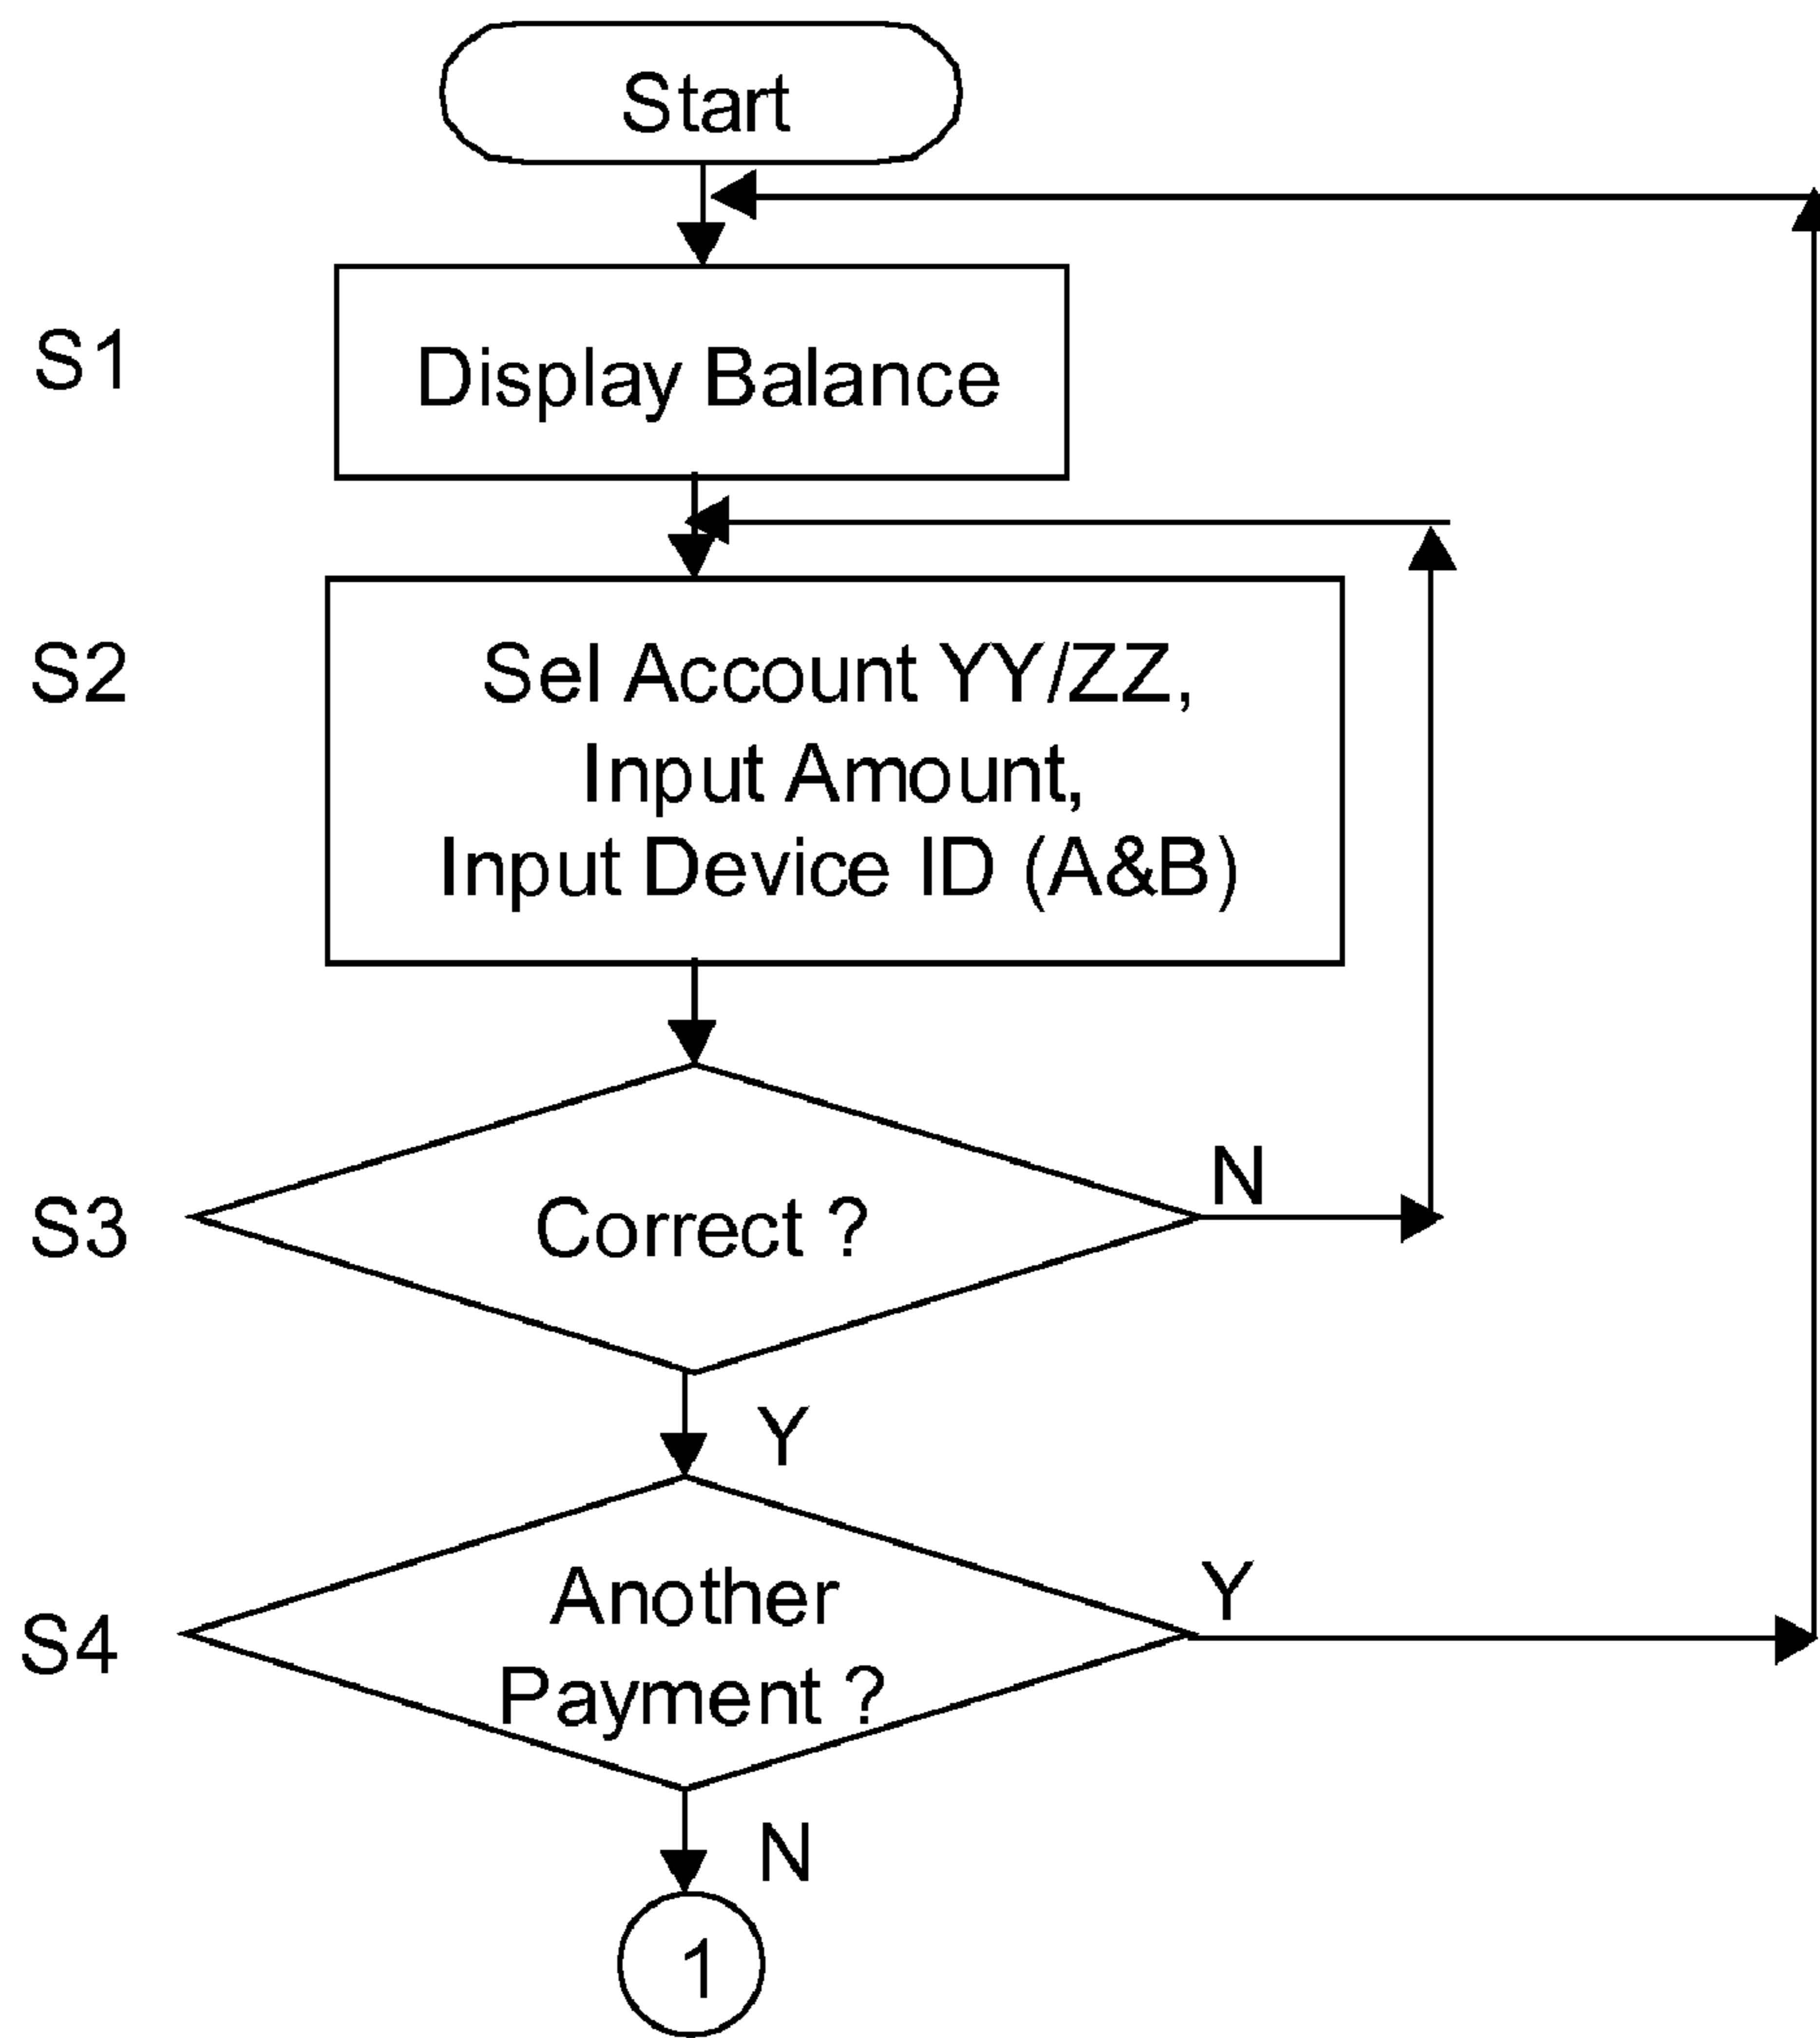 Start
S1
Display Balance
S2
Sel Account YY/ZZ,
Input Amount,
Input Device ID (A&B)
S3
Correct ?
N
Y
S4
Another
Payment ?
Y
N
1